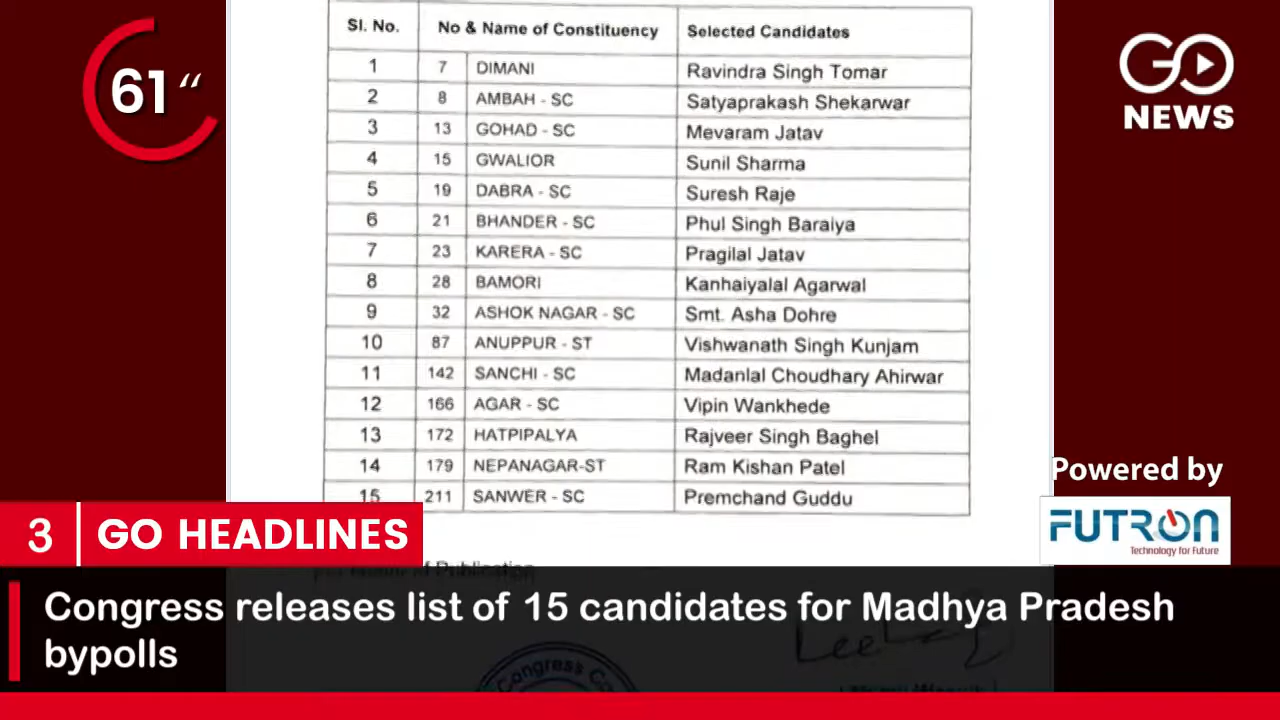 61"
GO
NEWS
Sl. No. No & Name of Constituency Selected Candidates
1 7 DIMANI Ravindra Singh Tomar
2 8 AMBAH - SC Satyaprakash Shekarwar
3 13 GOHAD - SC Mevaram Jatav
4 15 GWALIOR Sunil Sharma
5 19 DABRA - SC Suresh Raje
6 21 BHANDER - SC Phul Singh Baraiya
7 23 KARERA - SC Pragilal Jatav
8 28 BAMORI Kanhaiyalal Agarwal
9 32 ASHOK NAGAR - SC Smt. Asha Dohre
10 87 ANUPPUR - ST Vishwanath Singh Kunjam
11 142 SANCHI - SC Madanlal Choudhary Ahirwar
12 166 AGAR - SC Vipin Wankhede
13 172 HATPIPALYA Rajveer Singh Baghel
14 179 NEPANAGAR-ST Ram Kishan Patel
15 211 SANWER - SC Premchand Guddu
Powered by
FUTRON
Technology for Future
3 GO HEADLINES
of Publication
Congress releases list of 15 candidates for Madhya Pradesh
bypolls
Congress